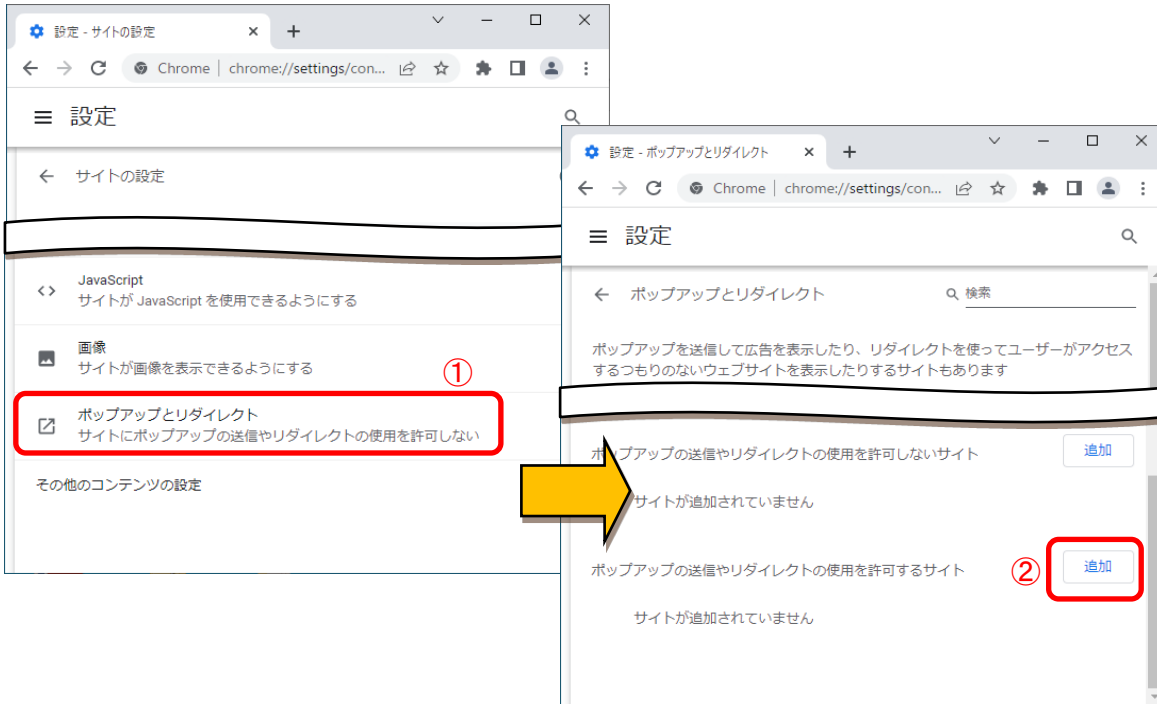 設定 - サイトの設定
Chrome | chrome://settings/con...
設定
サイトの設定
JavaScript
サイトが JavaScript を使用できるようにする
画像
サイトが画像を表示できるようにする
①
ポップアップとリダイレクト
サイトにポップアップの送信やリダイレクトの使用を許可しない
その他のコンテンツの設定
設定 - ポップアップとリダイレクト
Chrome | chrome://settings/con...
設定
ポップアップとリダイレクト
検索
ポップアップを送信して広告を表示したり、リダイレクトを使ってユーザーがアクセス
するつもりのないウェブサイトを表示したりするサイトもあります
ポップアップの送信やリダイレクトの使用を許可しないサイト
追加
サイトが追加されていません
ポップアップの送信やリダイレクトの使用を許可するサイト
②
追加
サイトが追加されていません